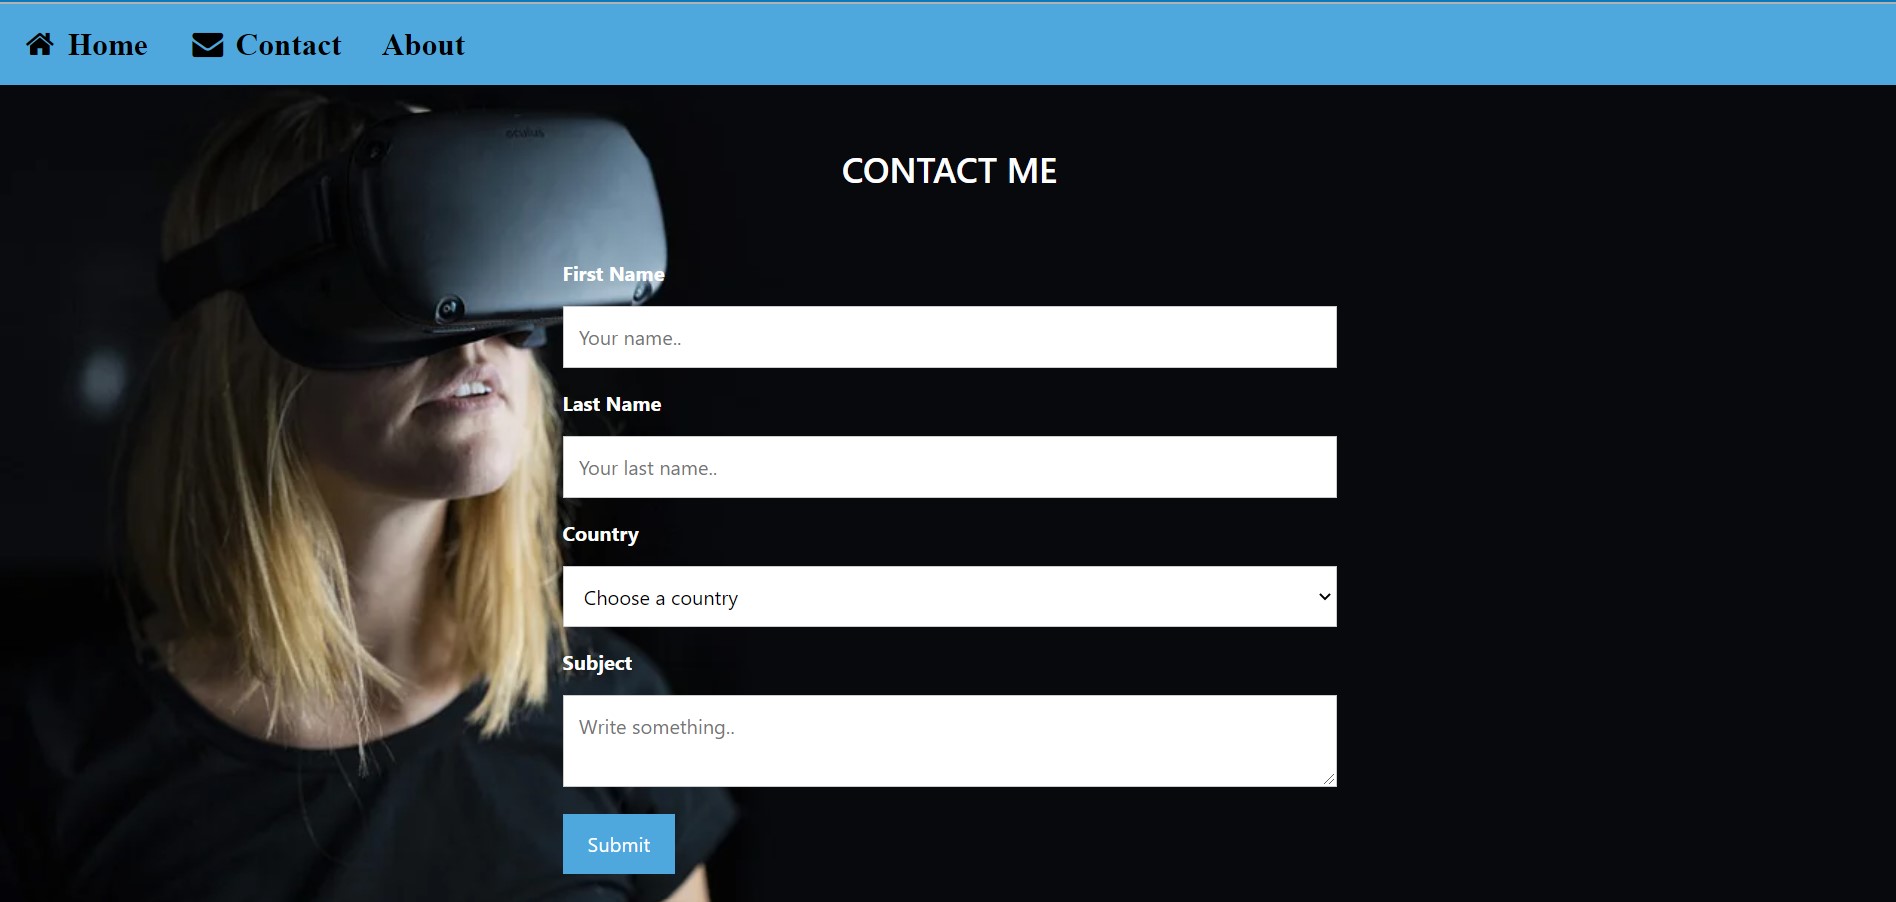 Home Contact About
oculus
CONTACT ME
First Name
Your name..
Last Name
Your last name..
Country
Choose a country
Subject
Write something..
Submit